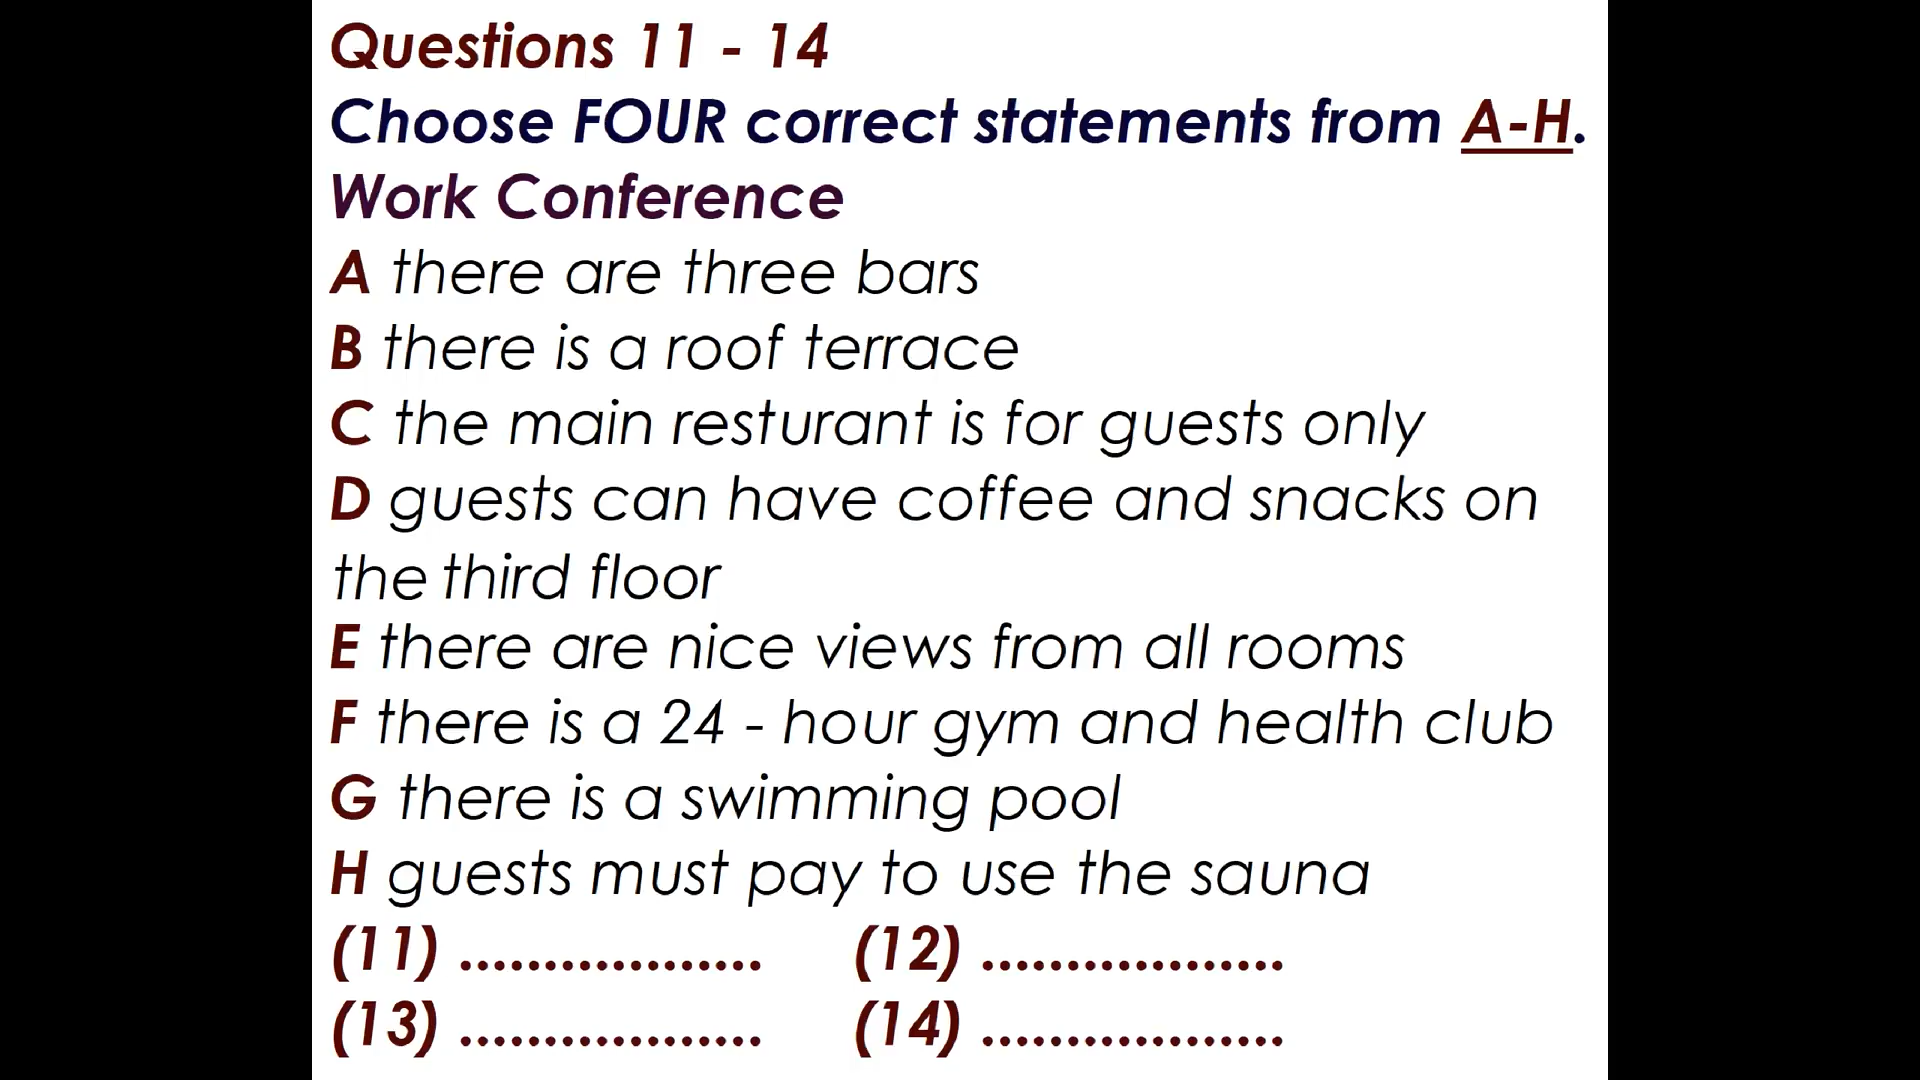 Questions 11 - 14
Choose FOUR correct statements from A-H.
Work Conference
A there are three bars
B there is a roof terrace
C the main resturant is for guests only
D guests can have coffee and snacks on
the third floor
E there are nice views from all rooms
F there is a 24 - hour gym and health club
G there is a swimming pool
H guests must pay to use the sauna
(11) .................. (12) ..................
(13) .................. (14) ..................